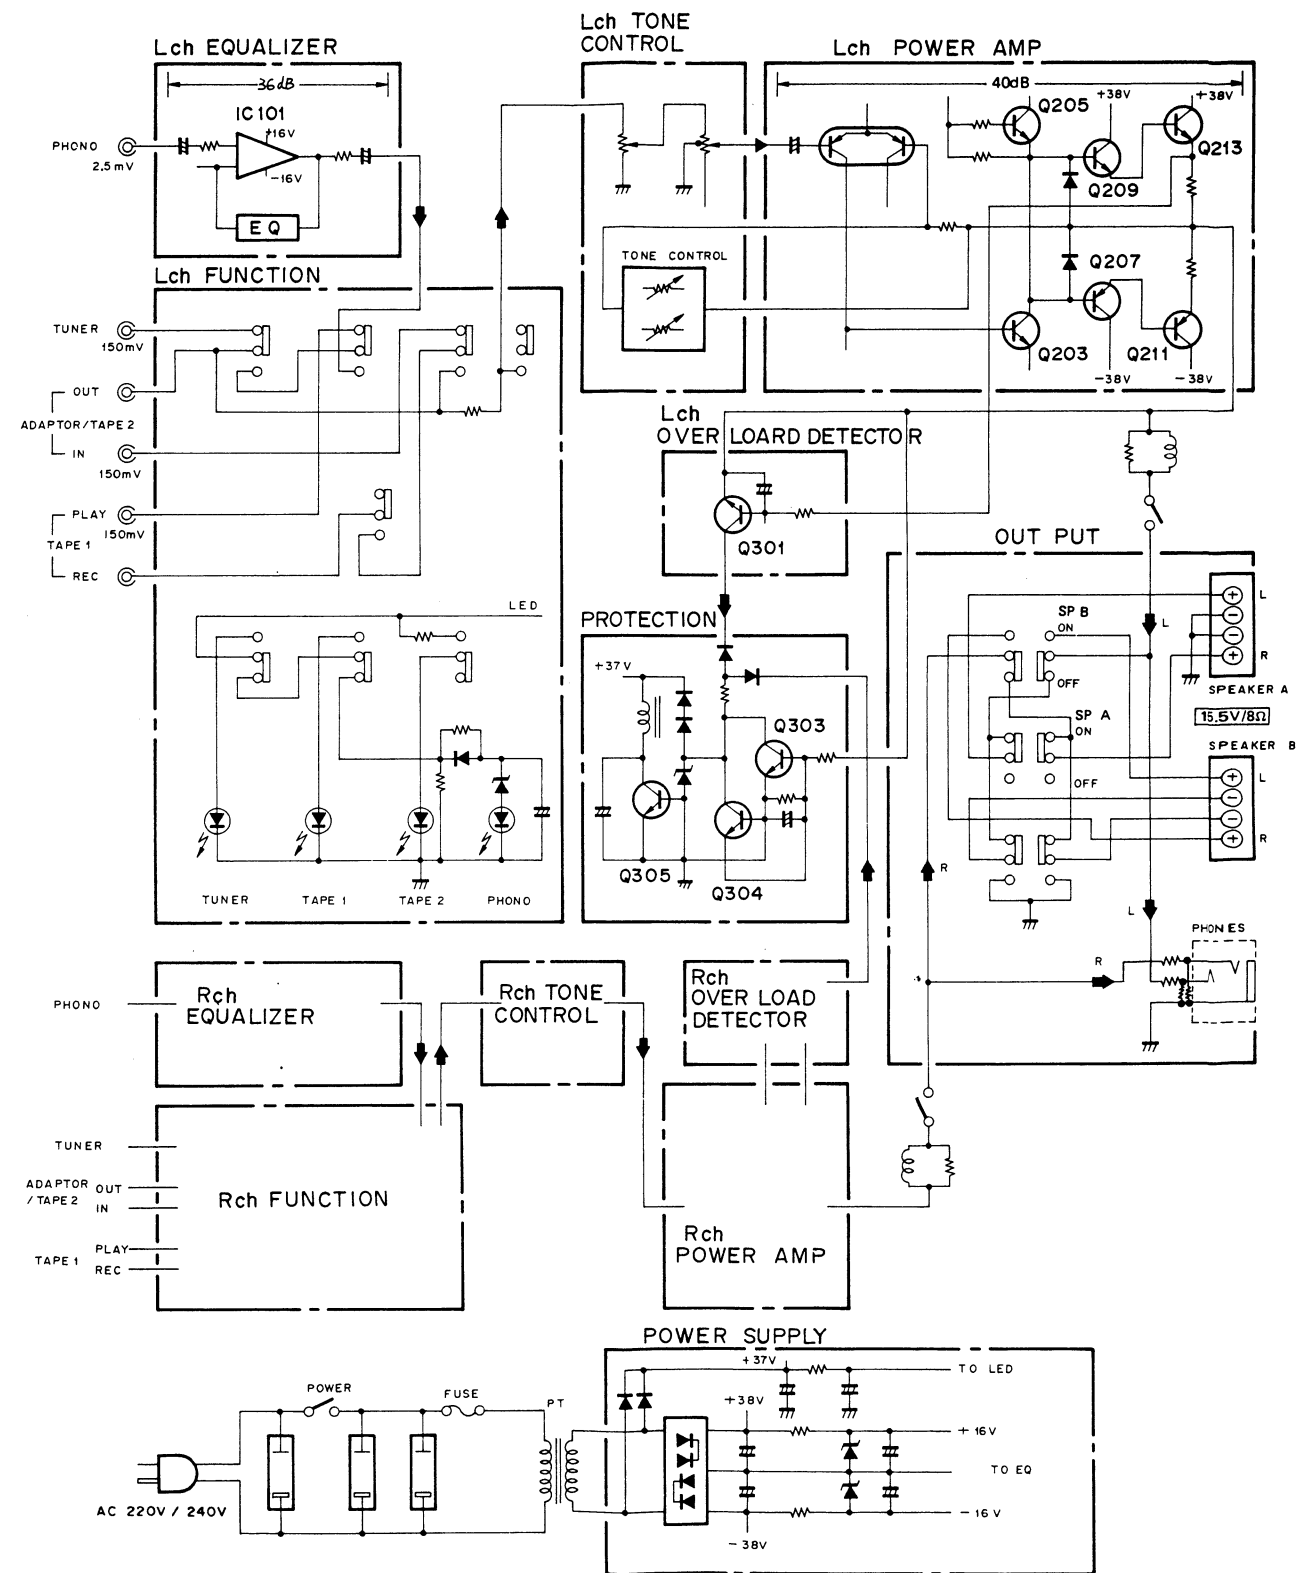 Lch EQUALIZER
36dB
IC101
+16V
-16V
PHONO
2.5mV
EQ
Lch TONE
CONTROL
TONE CONTROL
Lch POWER AMP
40dB
Q205
+38V
+38V
Q213
Q209
Q207
Q203
Q211
-38V
-38V
Lch FUNCTION
TUNER
150mV
OUT
ADAPTOR/TAPE 2
IN
150mV
PLAY
150mV
TAPE 1
REC
LED
TUNER
TAPE 1
TAPE 2
PHONO
Lch
OVER LOARD DETECTOR
Q301
PROTECTION
+37V
Q303
Q305
Q304
OUT PUT
SP B
ON
OFF
SP A
ON
OFF
L
R
SPEAKER A
15.5V/8Ω
SPEAKER B
L
R
L
R
L
R
PHONES
PHONO
Rch
EQUALIZER
Rch TONE
CONTROL
Rch
OVER LOAD
DETECTOR
TUNER
ADAPTOR
/ TAPE 2
OUT
IN
TAPE 1
PLAY
REC
Rch FUNCTION
Rch
POWER AMP
POWER SUPPLY
+37V
TO LED
+38V
+16V
TO EQ
-16V
-38V
POWER
FUSE
PT
AC 220V / 240V